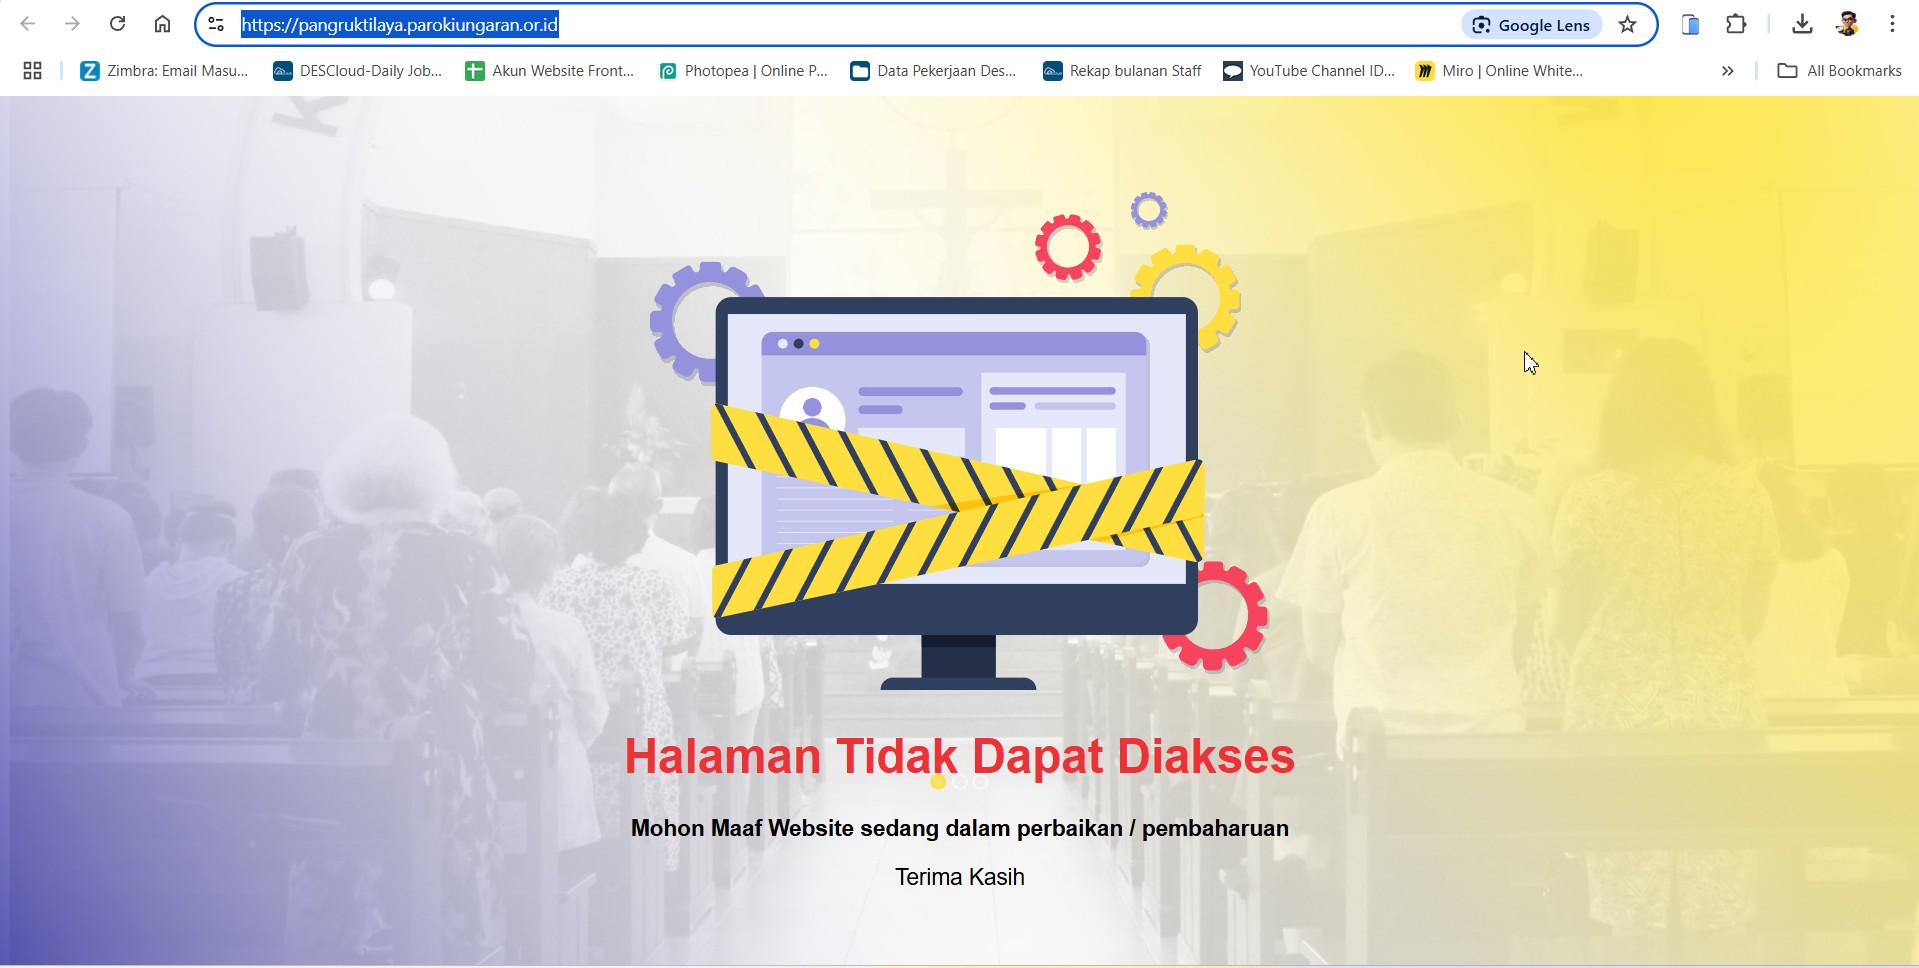 https://pangruktilaya.parokiungaran.or.id
Google Lens
Zimbra: Email Masu...
DESCloud-Daily Job...
Akun Website Front...
Photopea | Online P...
Data Pekerjaan Des...
Rekap bulanan Staff
YouTube Channel ID...
Miro | Online White...
All Bookmarks
Halaman Tidak Dapat Diakses
Mohon Maaf Website sedang dalam perbaikan / pembaharuan
Terima Kasih